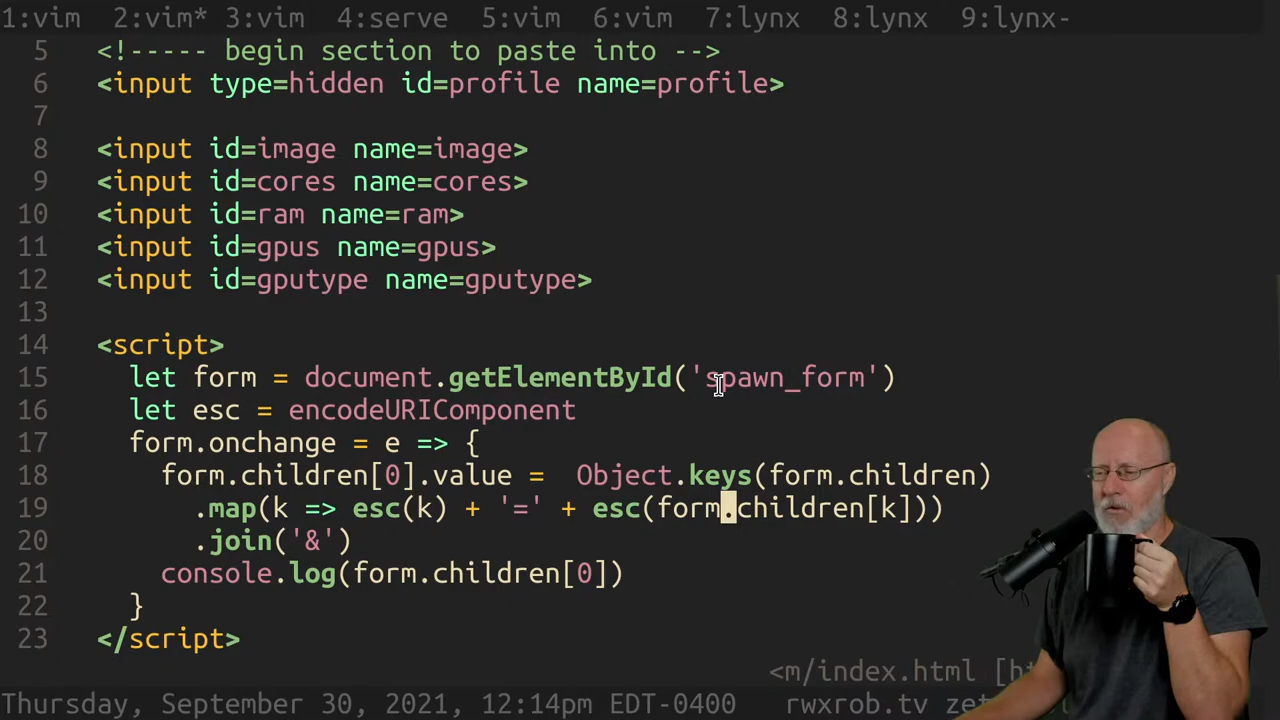 1:vim 2:vim* 3:vim 4:serve 5:vim 6:vim 7:lynx 8:lynx 9:lynx-
5 <!----- begin section to paste into -->
6 <input type=hidden id=profile name=profile>
7
8 <input id=image name=image>
9 <input id=cores name=cores>
10 <input id=ram name=ram>
11 <input id=gpus name=gpus>
12 <input id=gputype name=gputype>
13
14 <script>
15 let form = document.getElementById('spawn_form')
16 let esc = encodeURIComponent
17 form.onchange = e => {
18 form.children[0].value =  Object.keys(form.children)
19 .map(k => esc(k) + '=' + esc(form.children[k]))
20 .join('&')
21 console.log(form.children[0])
22 }
23 </script>
<m/index.html [h
Thursday, September 30, 2021, 12:14pm EDT-0400 rwxrob.tv